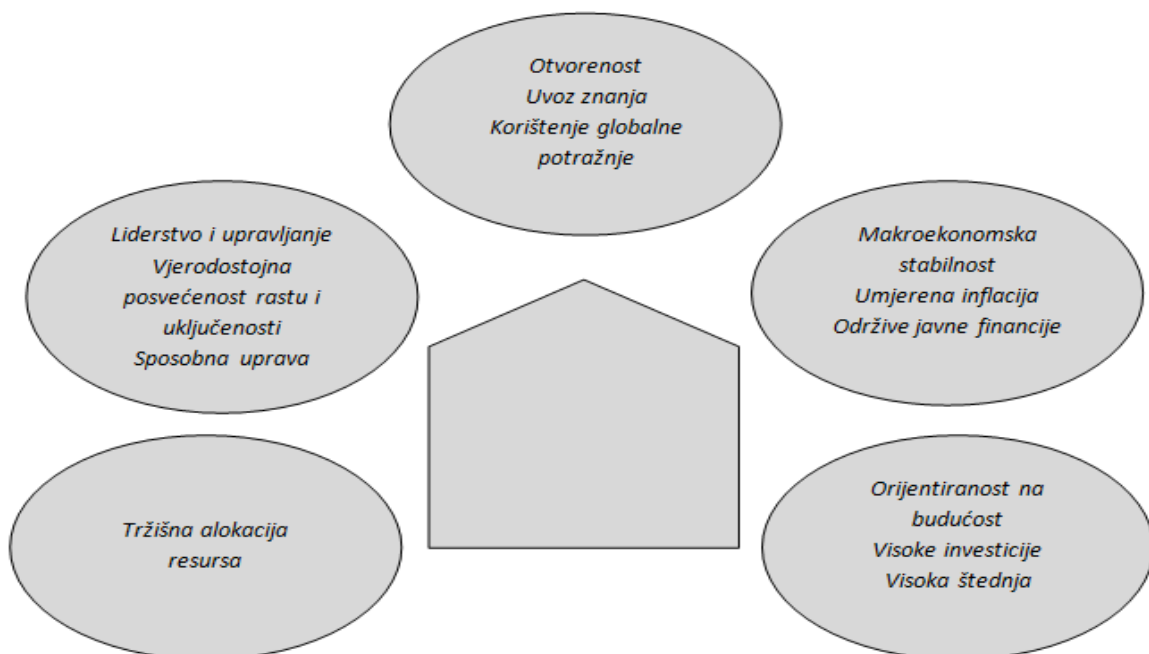 Otvorenost
Uvoz znanja
Korištenje globalne
potražnje
Liderstvo i upravljanje
Vjerodostojna
posvećenost rastu i
uključenosti
Sposobna uprava
Makroekonomska
stabilnost
Umjerena inflacija
Održive javne financije
Tržišna alokacija
resursa
Orijentiranost na
budućost
Visoke investicije
Visoka štednja